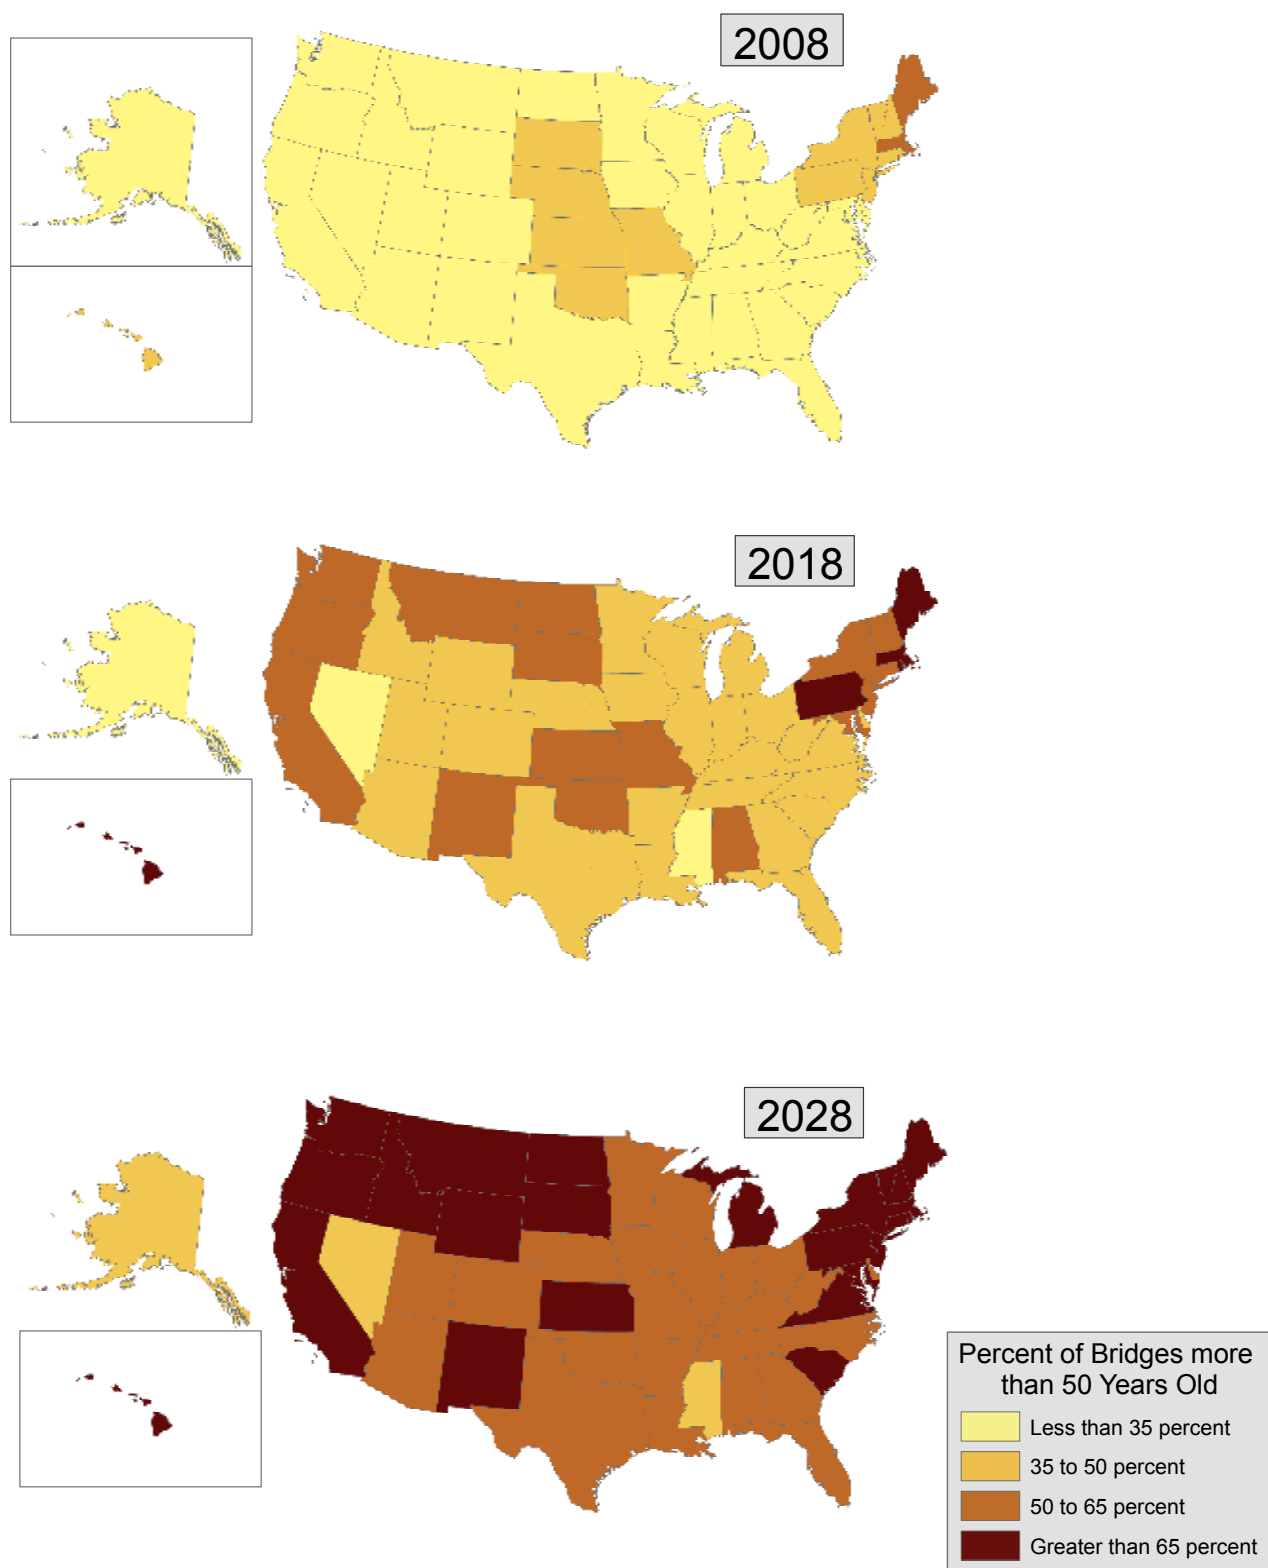 2008
2018
2028
Percent of Bridges more
than 50 Years Old
Less than 35 percent
35 to 50 percent
50 to 65 percent
Greater than 65 percent